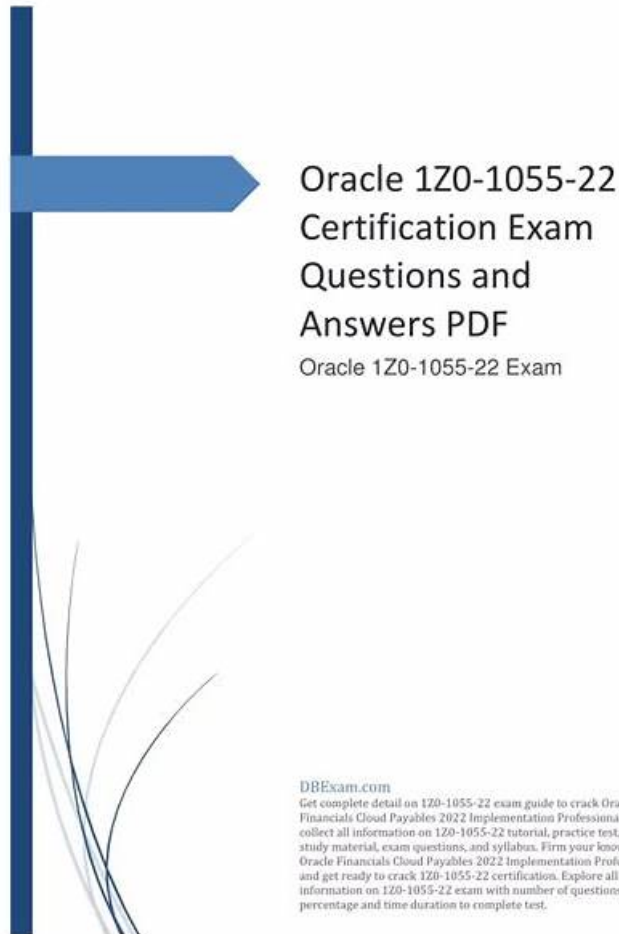 Oracle 1Z0-1055-22
Certification Exam
Questions and
Answers PDF
Oracle 1Z0-1055-22 Exam
DBExam.com
Get complete detail on 1Z0-1055-22 exam guide to crack
Financials Cloud Payables 2022 Implementation
collect all information on 1Z0-1055-22 tutorial, practice test,
study material, exam questions, and syllabus. Firm your
Oracle Financials Cloud Payables 2022 Implementation
and get ready to crack 1Z0-1055-22 certification. Explore all
information on 1Z0-1055-22 exam with number of questions
percentage and time duration to complete test.